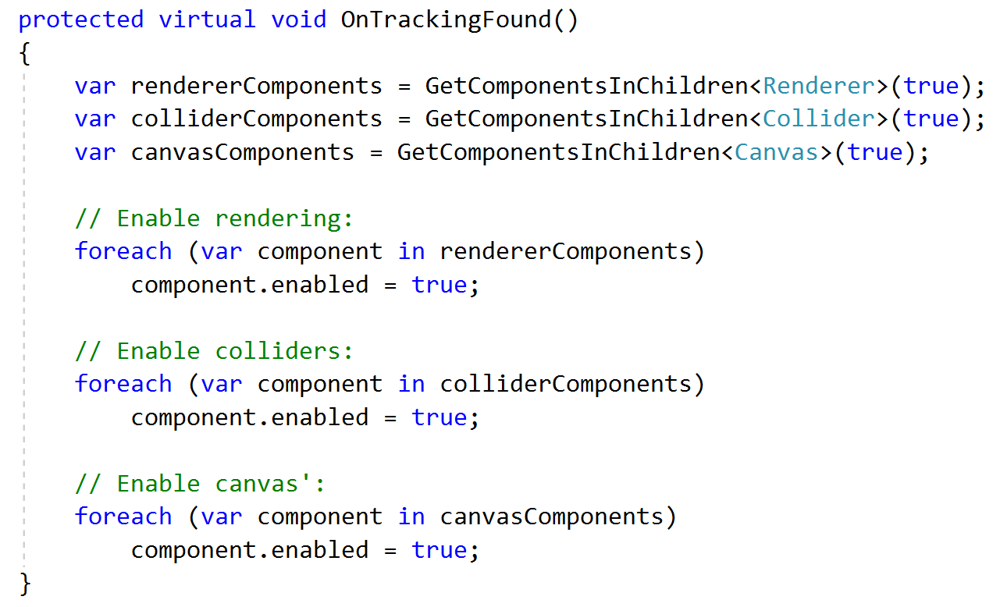 protected virtual void OnTrackingFound()
{
    var rendererComponents = GetComponentsInChildren<Renderer>(true);
    var colliderComponents = GetComponentsInChildren<Collider>(true);
    var canvasComponents = GetComponentsInChildren<Canvas>(true);

    // Enable rendering:
    foreach (var component in rendererComponents)
        component.enabled = true;

    // Enable colliders:
    foreach (var component in colliderComponents)
        component.enabled = true;

    // Enable canvas':
    foreach (var component in canvasComponents)
        component.enabled = true;
}